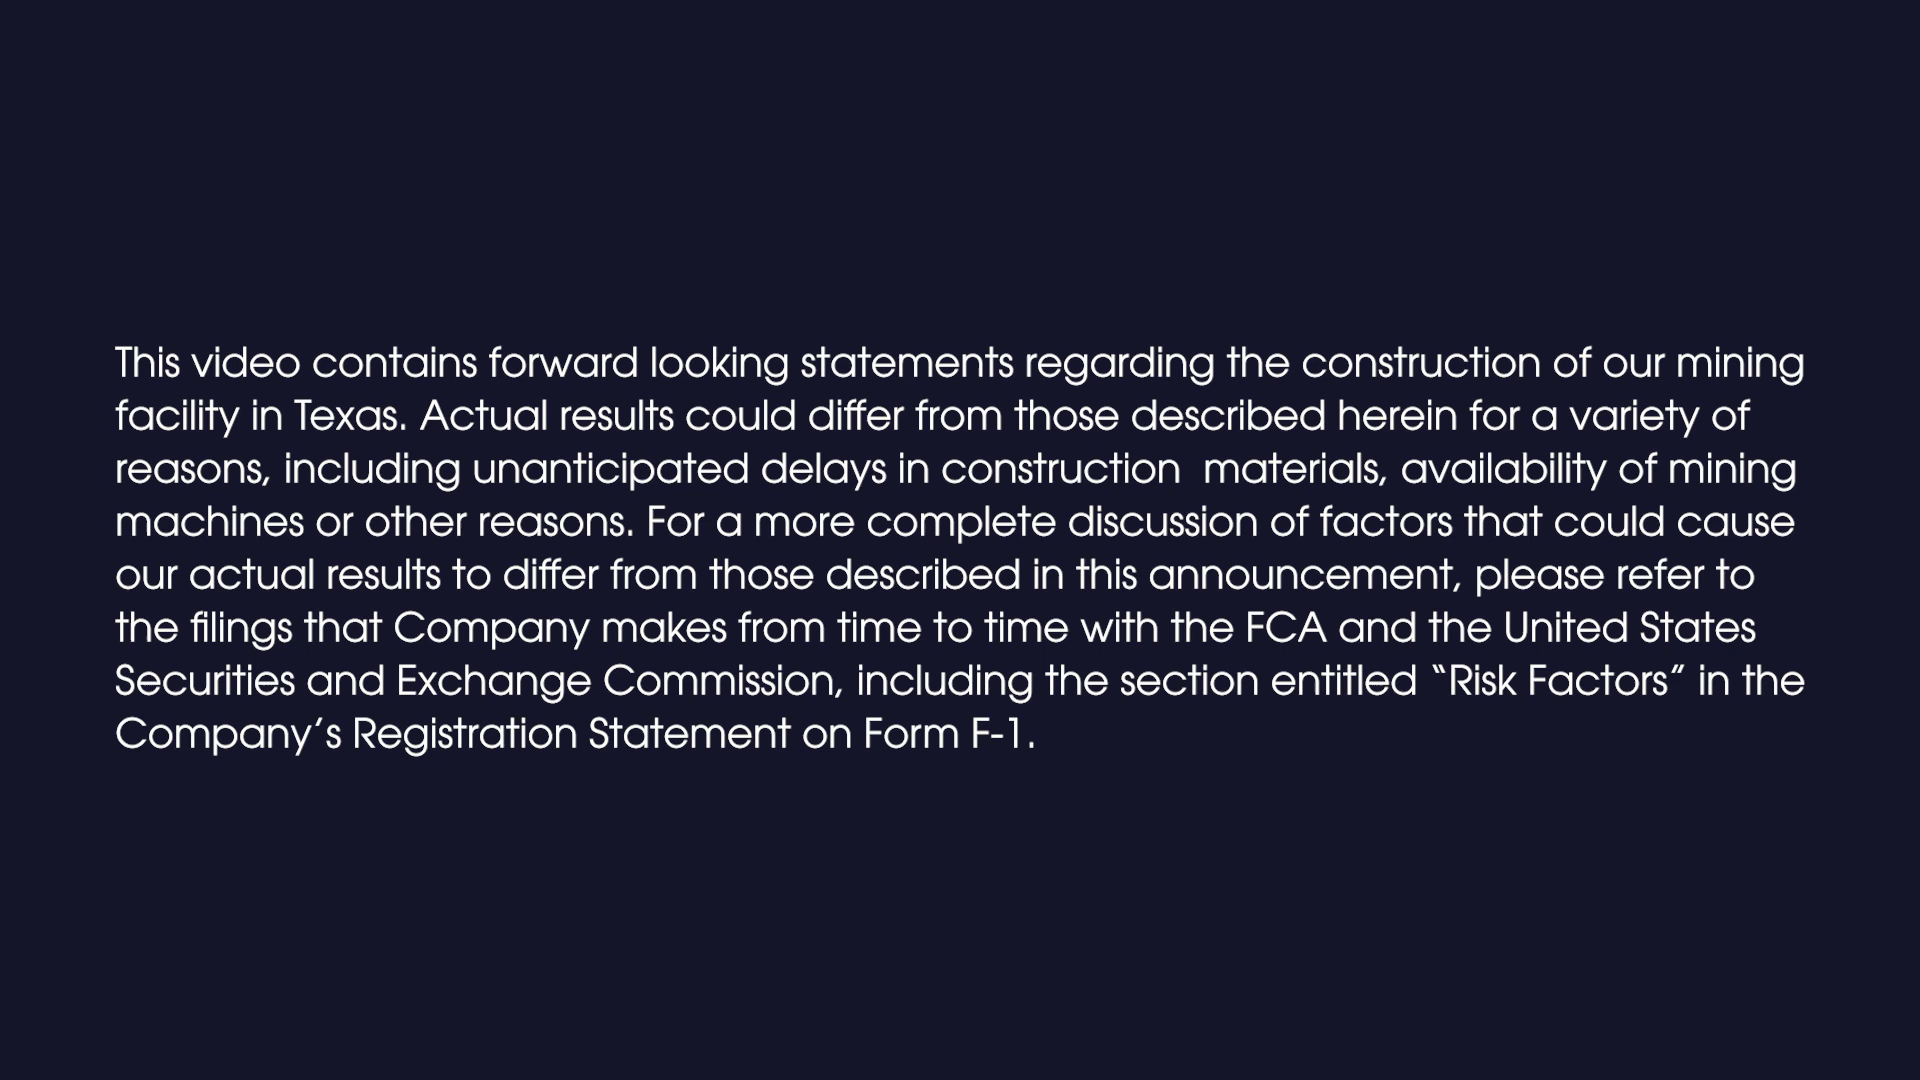 This video contains forward looking statements regarding the construction of our mining
facility in Texas. Actual results could differ from those described herein for a variety of
reasons, including unanticipated delays in construction  materials, availability of mining
machines or other reasons. For a more complete discussion of factors that could cause
our actual results to differ from those described in this announcement, please refer to
the filings that Company makes from time to time with the FCA and the United States
Securities and Exchange Commission, including the section entitled “Risk Factors” in the
Company’s Registration Statement on Form F-1.